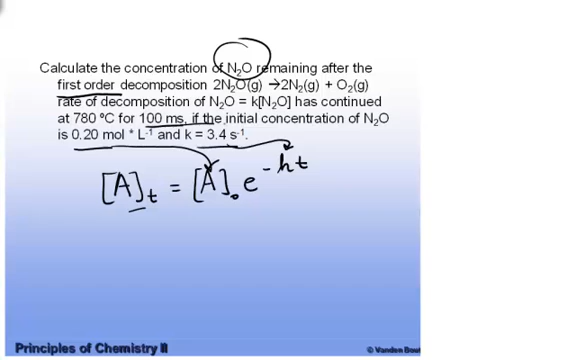 Calculate the concentration of N₂O remaining after the
first order decomposition 2N₂O(g) →2N₂(g) + O₂(g)
rate of decomposition of N₂O = k[N₂O] has continued
at 780 ºC for 100 ms, if the initial concentration of N₂O
is 0.20 mol * L⁻¹ and k = 3.4 s⁻¹.
[A]ₜ = [A]₀ e^-kt
Principles of Chemistry II
© Vanden Bout